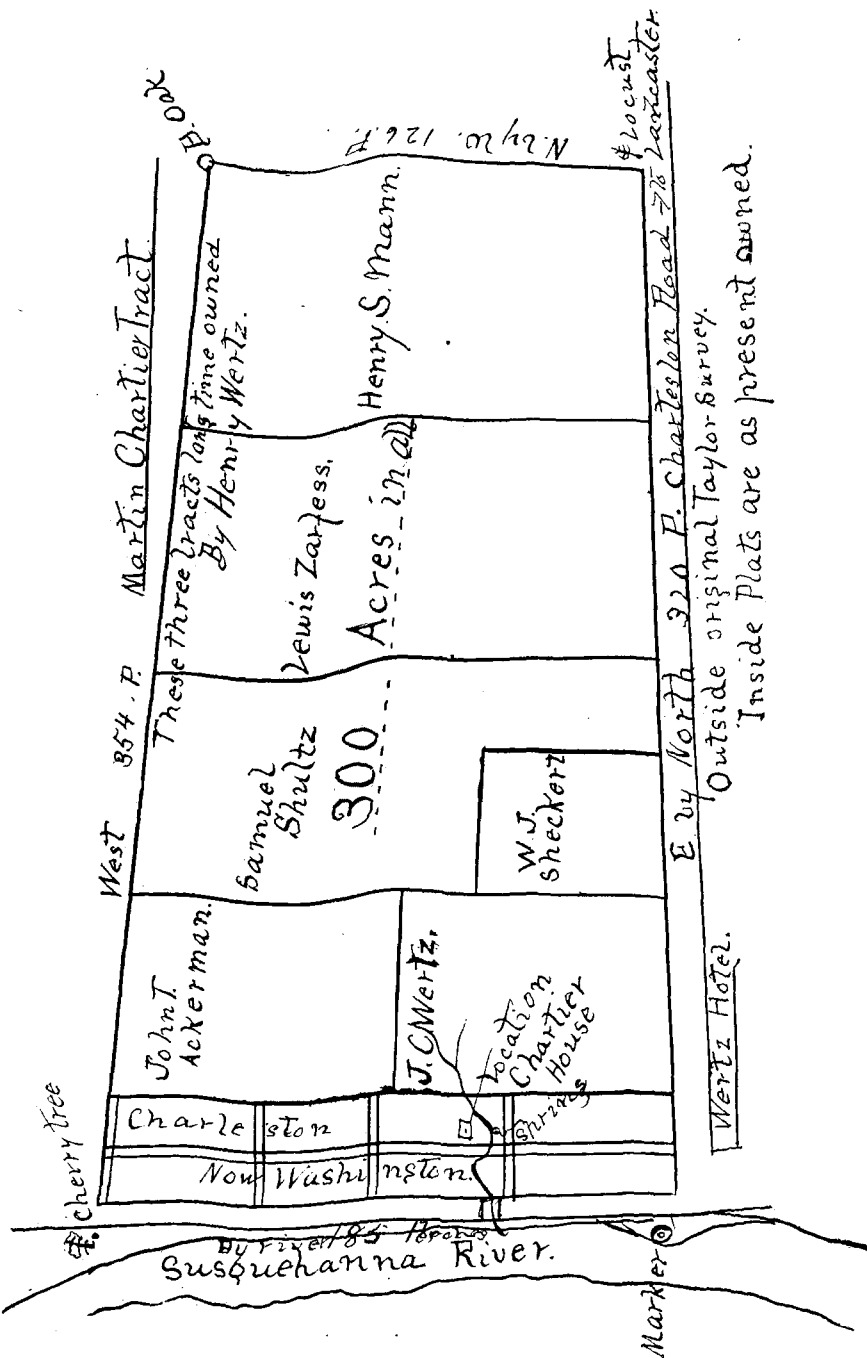 Martin Chartier Tract.
Cherry tree
West 354. P.
B. Oak
These three tracts long time owned
By Henry Wertz.
N. by W. 126. P.
John T.
Ackerman.
Samuel
Shultz
Lewis Zarfess.
Henry. S. Mann.
300 Acres in all
J. C. Wertz.
W. J.
Sheckert
Location
Chartier
House
Springs
Charleston
Now Washington.
By river 185 Perches
Susquehanna River.
Marker
Locust
E by North 320 P. Charleston Road to Lancaster.
Outside original Taylor Survey.
Inside Plats are as present owned.
Wertz Hotel.